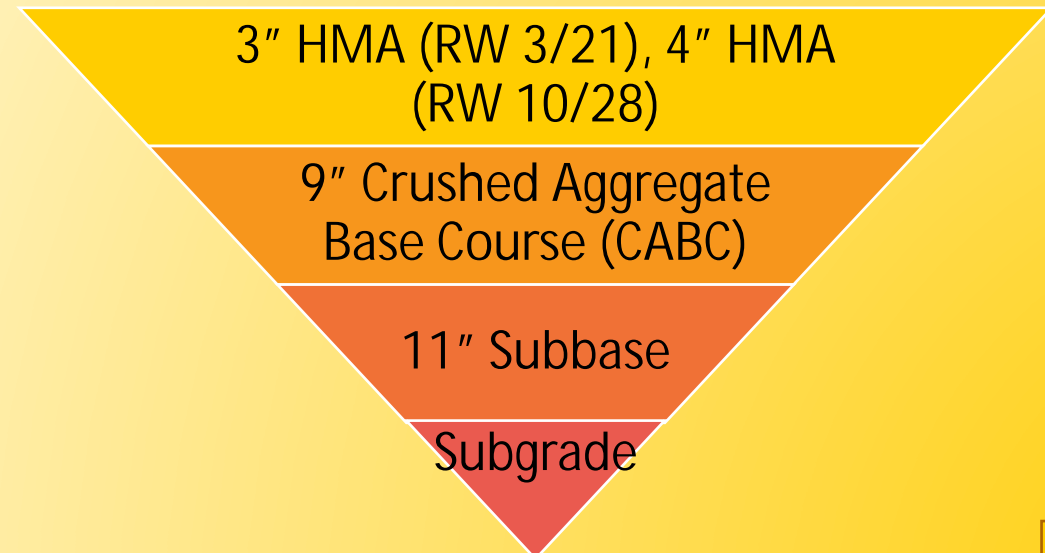 3” HMA (RW 3/21), 4” HMA
(RW 10/28)
9” Crushed Aggregate
Base Course (CABC)
11” Subbase
Subgrade